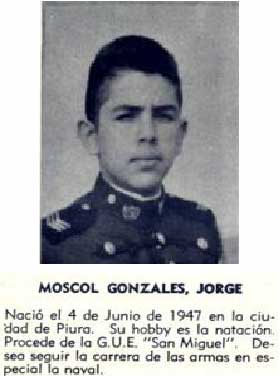 MOSCOL GONZALES, JORGE
Nació el 4 de Junio de 1947 en la ciu-
dad de Piura. Su hobby es la natación.
Procede de la G.U.E. "San Miguel". De-
sea seguir la carrera de las armas en es-
pecial la naval.